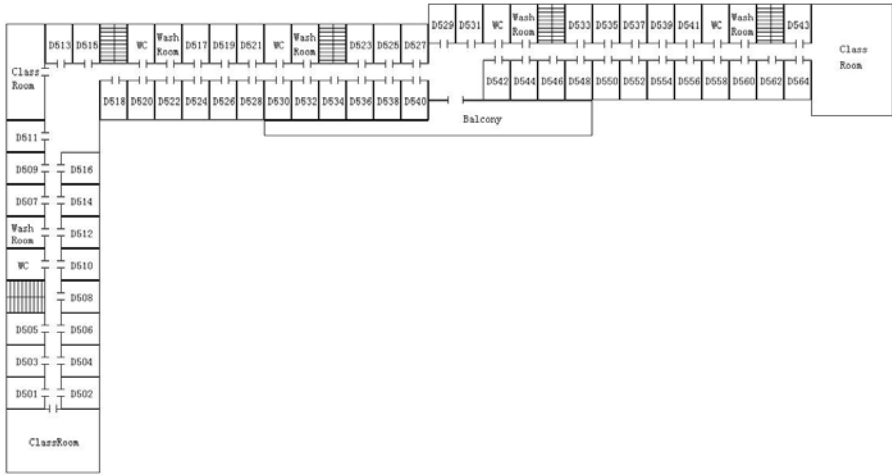 D529 D531 WC Wash Room D533 D535 D537 D539 D541 WC Wash Room D543
D513 D515 WC Wash Room D517 D519 D521 WC Wash Room D523 D525 D527
Class Room
Class Room
D542 D544 D546 D548 D550 D552 D554 D556 D558 D560 D562 D564
D518 D520 D522 D524 D526 D528 D530 D532 D534 D536 D538 D540
Balcony
D511
D509 D516
D507 D514
Wash Room D512
WC D510
D508
D505 D506
D503 D504
D501 D502
ClassRoom